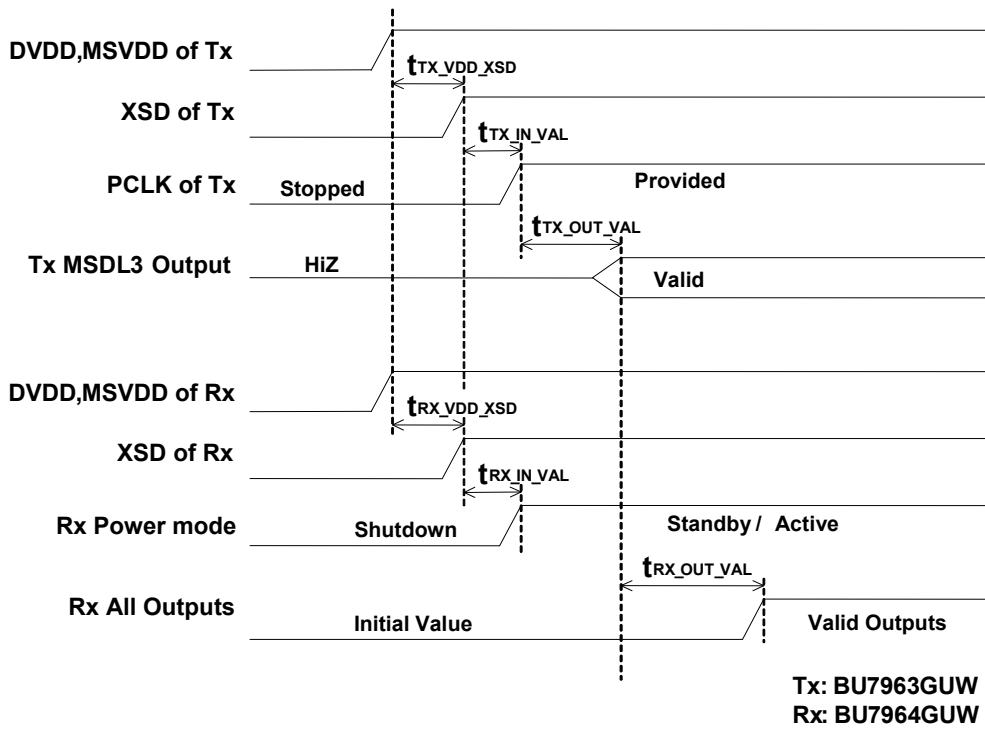 DVDD,MSVDD of Tx
tTX_VDD_XSD
XSD of Tx
tTX_IN_VAL
PCLK of Tx
Stopped
Provided
tTX_OUT_VAL
Tx MSDL3 Output
HiZ
Valid
DVDD,MSVDD of Rx
tRX_VDD_XSD
XSD of Rx
tRX_IN_VAL
Rx Power mode
Shutdown
Standby / Active
tRX_OUT_VAL
Rx All Outputs
Initial Value
Valid Outputs
Tx: BU7963GUW
Rx: BU7964GUW